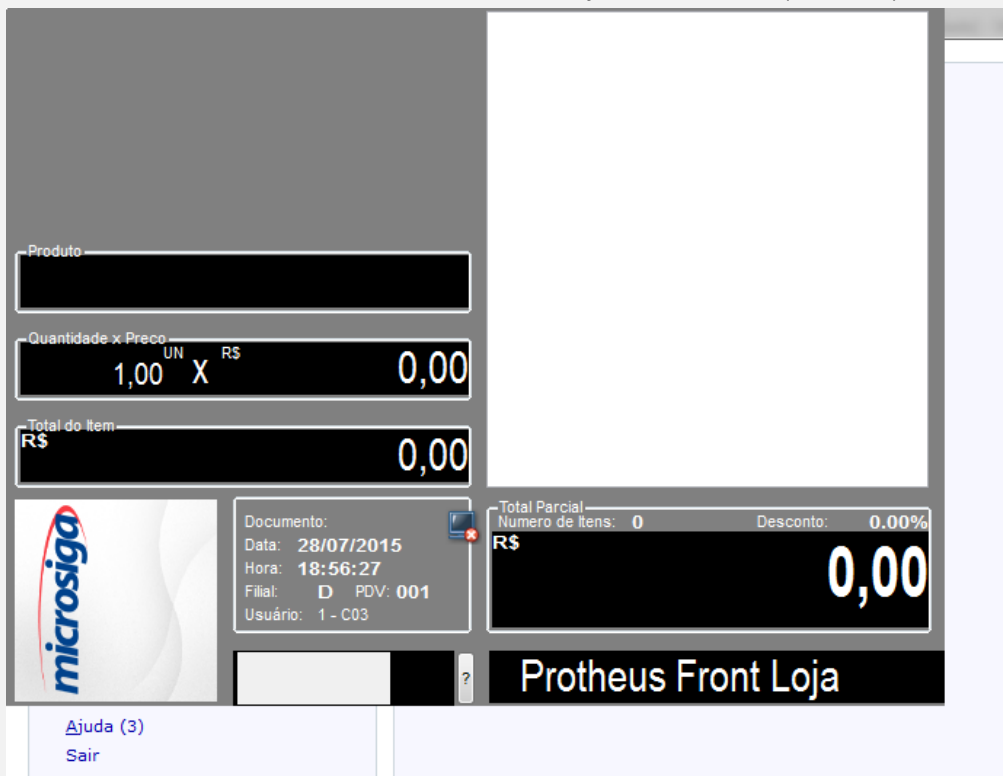 Produto
Quantidade x Preco
1,00 UN X R$ 0,00
Total do Item
R$ 0,00
microsiga
Documento:
Data: 28/07/2015
Hora: 18:56:27
Filial: D PDV: 001
Usuário: 1 - C03
Total Parcial
Numero de Itens: 0 Desconto: 0.00%
R$ 0,00
?
Protheus Front Loja
Ajuda (3)
Sair